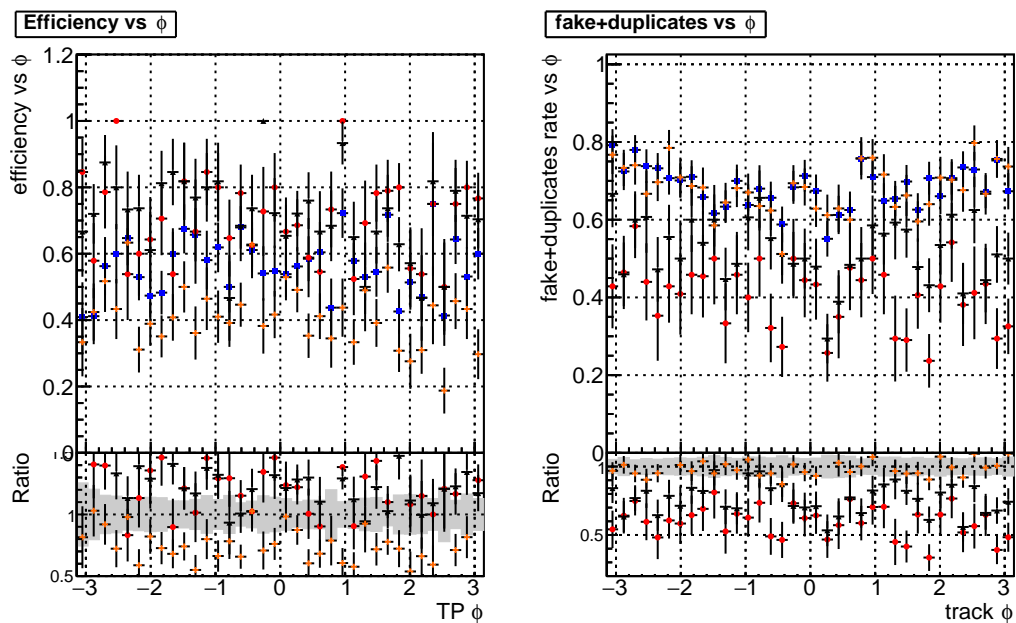 Efficiency vs ϕ
efficiency vs ϕ
1.2
1
0.8
0.6
0.4
0.2
0
Ratio
1
0.5
−3 −2 −1 0 1 2 3
TP ϕ
fake+duplicates vs ϕ
fake+duplicates rate vs ϕ
1
0.8
0.6
0.4
0.2
0
Ratio
1
0.5
−3 −2 −1 0 1 2 3
track ϕ